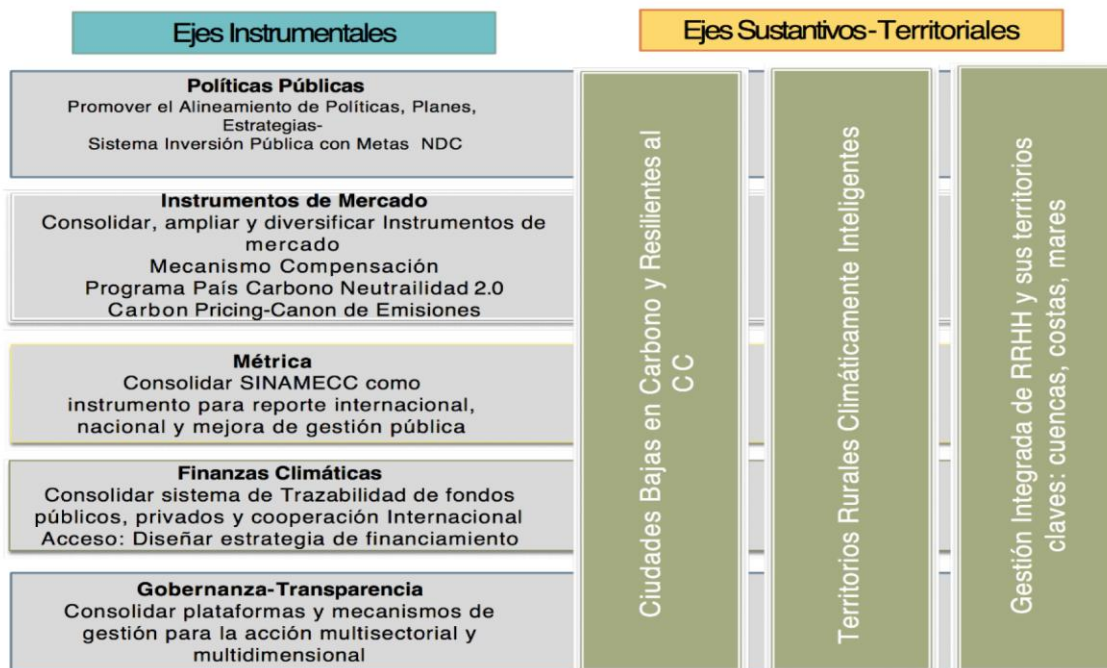 Ejes Instrumentales
Ejes Sustantivos-Territoriales
Políticas Públicas
Promover el Alineamiento de Políticas, Planes,
Estrategias-
Sistema Inversión Pública con Metas NDC
Instrumentos de Mercado
Consolidar, ampliar y diversificar Instrumentos de
mercado
Mecanismo Compensación
Programa País Carbono Neutrailidad 2.0
Carbon Pricing-Canon de Emisiones
Métrica
Consolidar SINAMECC como
instrumento para reporte internacional,
nacional y mejora de gestión pública
Finanzas Climáticas
Consolidar sistema de Trazabilidad de fondos
públicos, privados y cooperación Internacional
Acceso: Diseñar estrategia de financiamiento
Gobernanza-Transparencia
Consolidar plataformas y mecanismos de
gestión para la acción multisectorial y
multidimensional
Ciudades Bajas en Carbono y Resilientes al
CC
Territorios Rurales Climáticamente Inteligentes
Gestión Integrada de RRHH y sus territorios
claves: cuencas, costas, mares